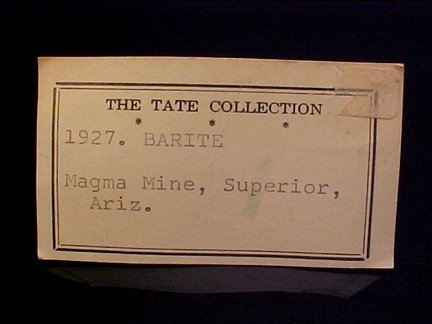 THE TATE COLLECTION
* * *
1927. BARITE
Magma Mine, Superior,
Ariz.